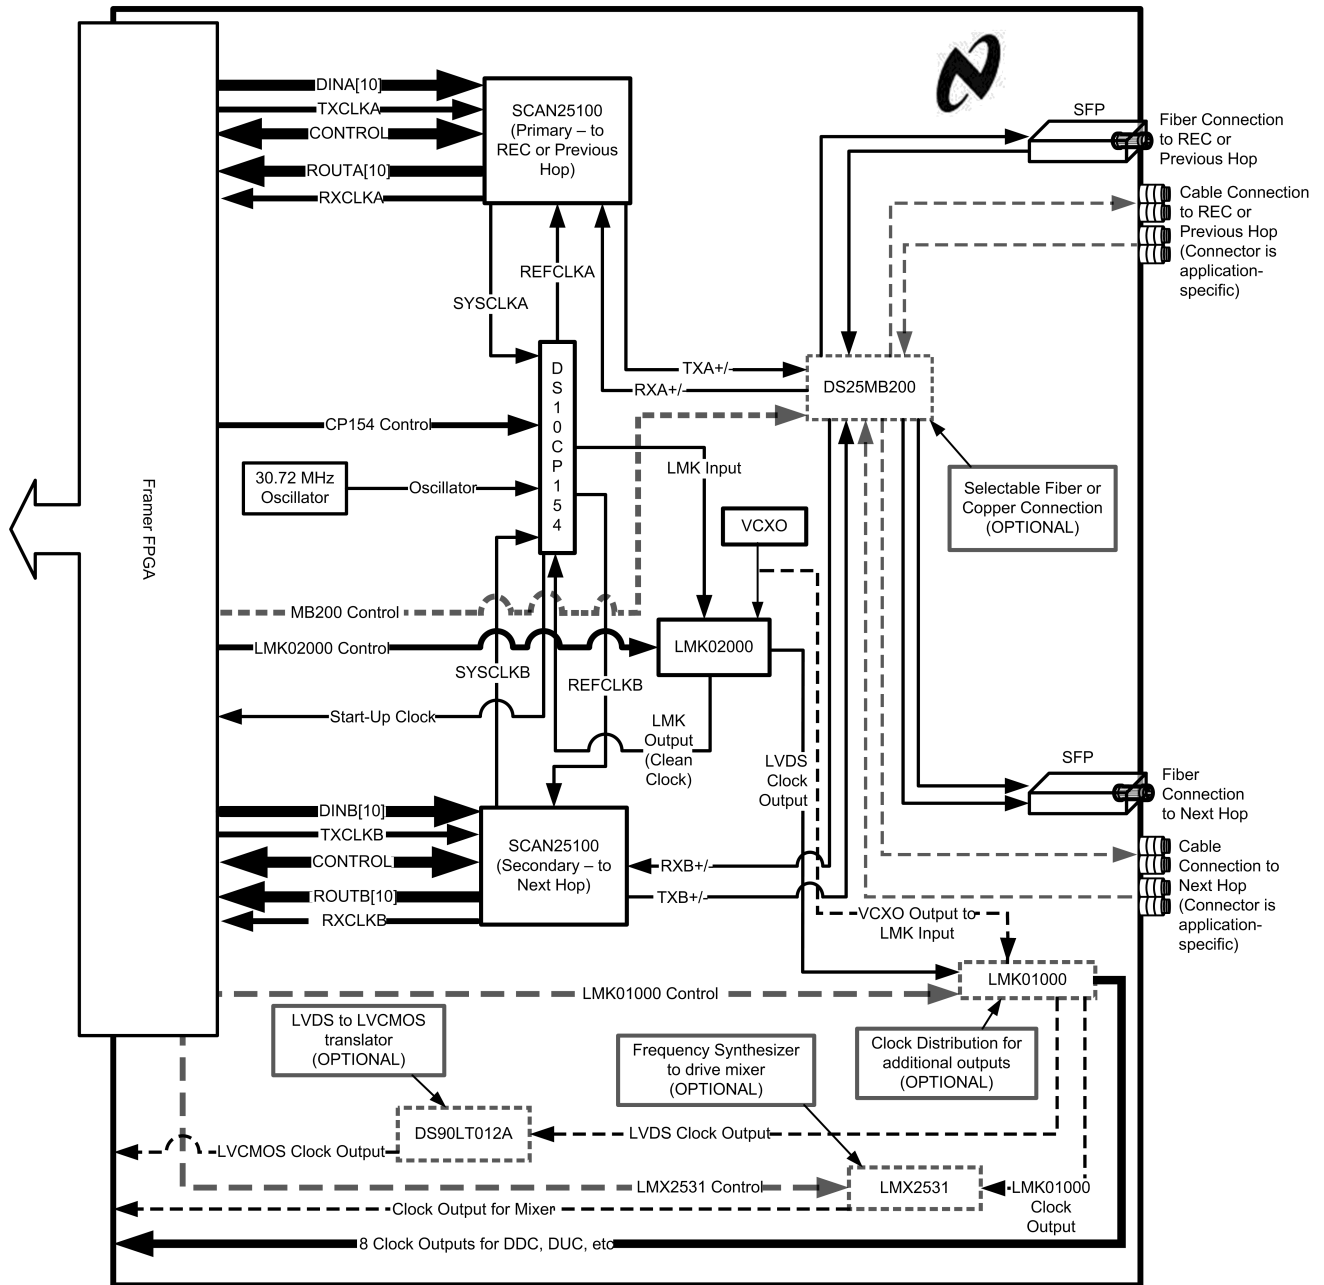 DINA[10]
TXCLKA
CONTROL
ROUTA[10]
RXCLKA
SCAN25100
(Primary – to
REC or Previous
Hop)
SFP
Fiber Connection
to REC or
Previous Hop
Cable Connection
to REC or
Previous Hop
(Connector is
application-
specific)
REFCLKA
SYSCLKA
DS10CP154
TXA+/-
RXA+/-
DS25MB200
CP154 Control
LMK Input
30.72 MHz
Oscillator
Oscillator
Selectable Fiber or
Copper Connection
(OPTIONAL)
VCXO
Framer FPGA
MB200 Control
LMK02000 Control
LMK02000
SYSCLKB
REFCLKB
Start-Up Clock
LMK
Output
(Clean
Clock)
LVDS
Clock
Output
SFP
Fiber
Connection
to Next Hop
DINB[10]
TXCLKB
CONTROL
ROUTB[10]
RXCLKB
SCAN25100
(Secondary – to
Next Hop)
RXB+/-
TXB+/-
Cable
Connection to
Next Hop
(Connector is
application-
specific)
VCXO Output to
LMK Input
LMK01000
LMK01000 Control
LVDS to LVCMOS
translator
(OPTIONAL)
Frequency Synthesizer
to drive mixer
(OPTIONAL)
Clock Distribution for
additional outputs
(OPTIONAL)
DS90LT012A
LVDS Clock Output
LVCMOS Clock Output
LMX2531 Control
LMX2531
LMK01000
Clock
Output
Clock Output for Mixer
8 Clock Outputs for DDC, DUC, etc